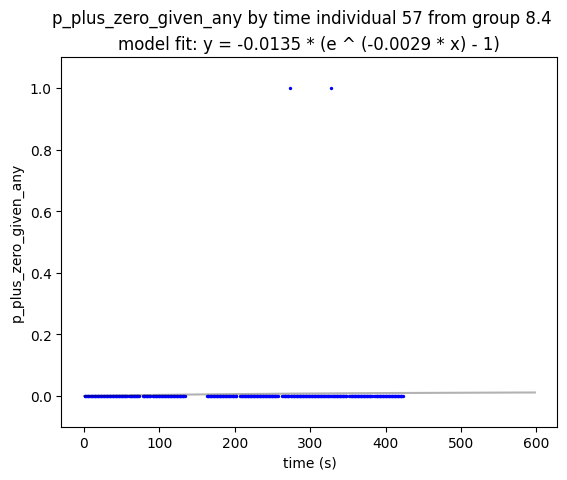 p_plus_zero_given_any by time individual 57 from group 8.4
model fit: y = -0.0135 * (e ^ (-0.0029 * x) - 1)
1.0
0.8
0.6
0.4
0.2
0.0
p_plus_zero_given_any
0 100 200 300 400 500 600
time (s)